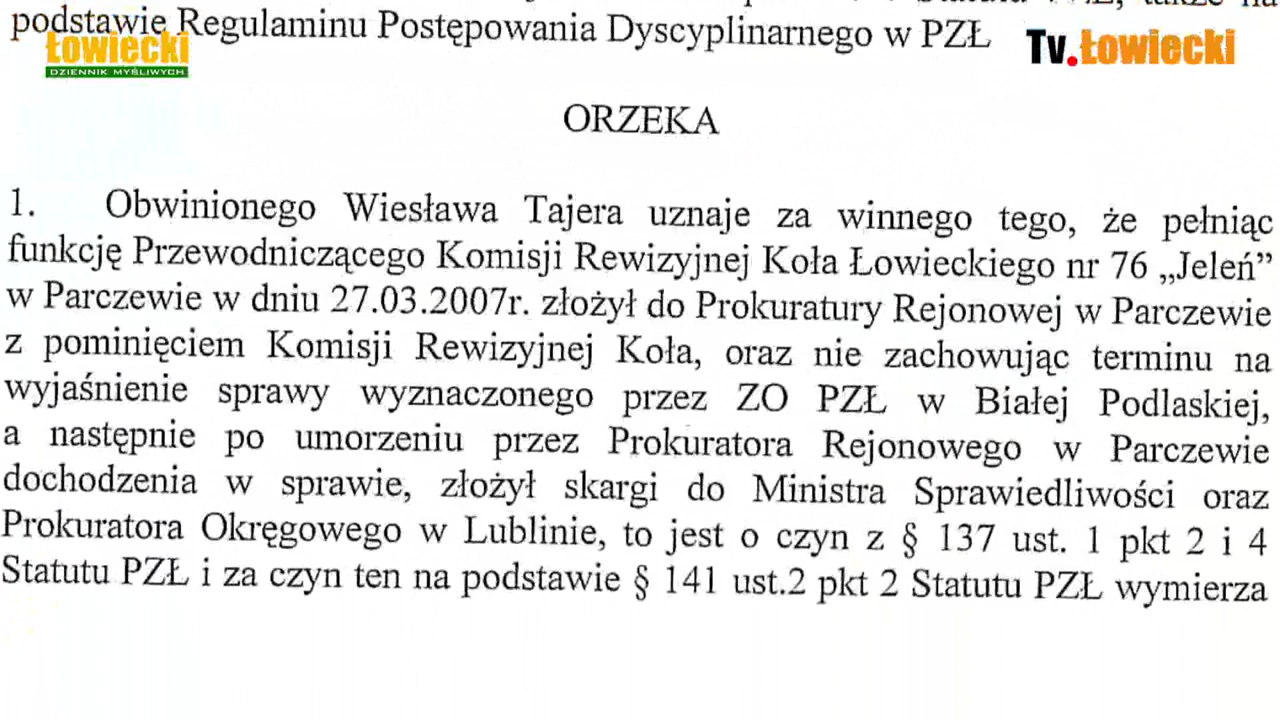 podstawie Regulaminu Postępowania Dyscyplinarnego w PZŁ
Łowiecki
DZIENNIK MYŚLIWYCH
Tv.Łowiecki
ORZEKA
1. Obwinionego Wiesława Tajera uznaje za winnego tego, że pełniąc
funkcję Przewodniczącego Komisji Rewizyjnej Koła Łowieckiego nr 76 „Jeleń”
w Parczewie w dniu 27.03.2007r. złożył do Prokuratury Rejonowej w Parczewie
z pominięciem Komisji Rewizyjnej Koła, oraz nie zachowując terminu na
wyjaśnienie sprawy wyznaczonego przez ZO PZŁ w Białej Podlaskiej,
a następnie po umorzeniu przez Prokuratora Rejonowego w Parczewie
dochodzenia w sprawie, złożył skargi do Ministra Sprawiedliwości oraz
Prokuratora Okręgowego w Lublinie, to jest o czyn z § 137 ust. 1 pkt 2 i 4
Statutu PZŁ i za czyn ten na podstawie § 141 ust.2 pkt 2 Statutu PZŁ wymierza